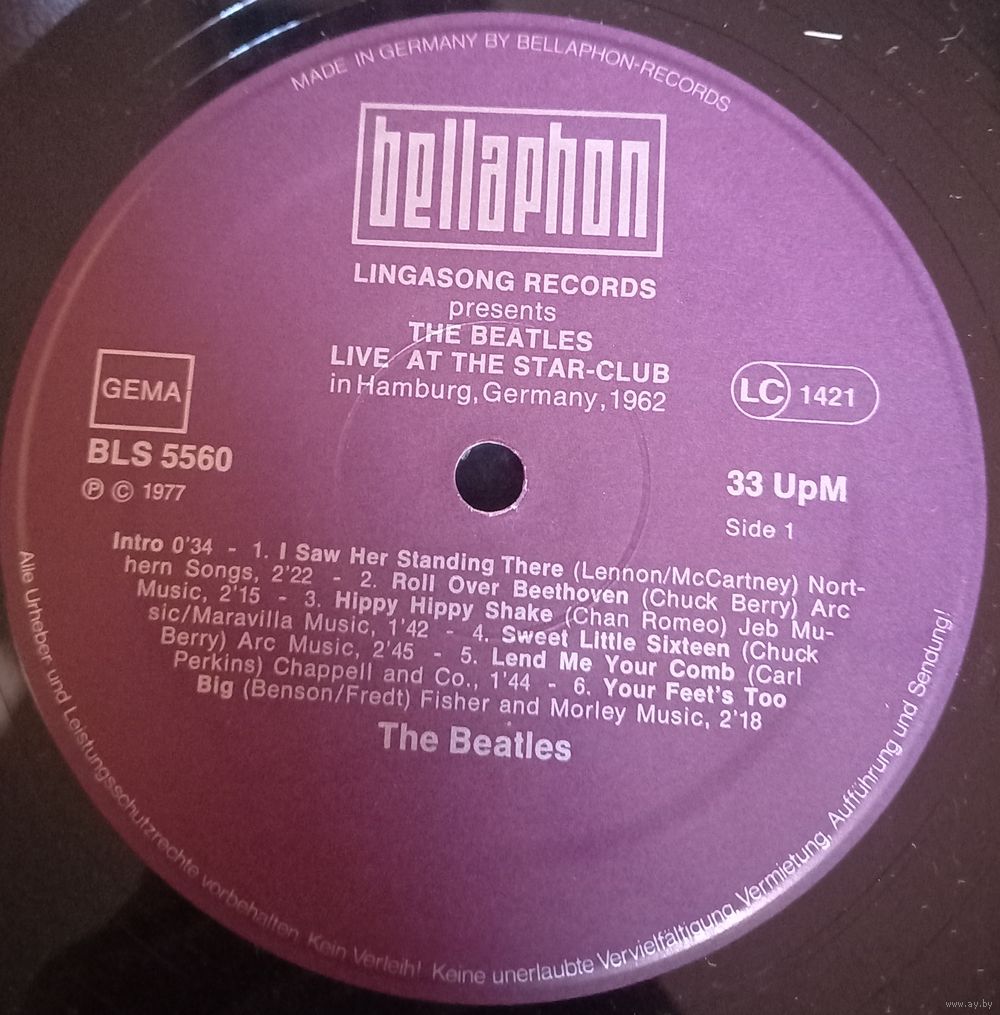 MADE IN GERMANY BY BELLAPHON-RECORDS
bellaphon
LINGASONG RECORDS
presents
THE BEATLES
LIVE AT THE STAR-CLUB
in Hamburg, Germany, 1962
GEMA
LC 1421
BLS 5560
℗ © 1977
33 UpM
Side 1
Intro 0'34 - 1. I Saw Her Standing There (Lennon/McCartney) Nort-
hern Songs, 2'22 - 2. Roll Over Beethoven (Chuck Berry) Arc
Music, 2'15 - 3. Hippy Hippy Shake (Chan Romeo) Jeb Mu-
sic/Maravilla Music, 1'42 - 4. Sweet Little Sixteen (Chuck
Berry) Arc Music, 2'45 - 5. Lend Me Your Comb (Carl
Perkins) Chappell and Co., 1'44 - 6. Your Feet's Too
Big (Benson/Fredt) Fisher and Morley Music, 2'18
The Beatles
Alle Urheber und Leistungsschutzrechte vorbehalten. Kein Verleih! Keine unerlaubte Vervielfältigung, Vermietung, Aufführung und Sendung!
www.ay.by